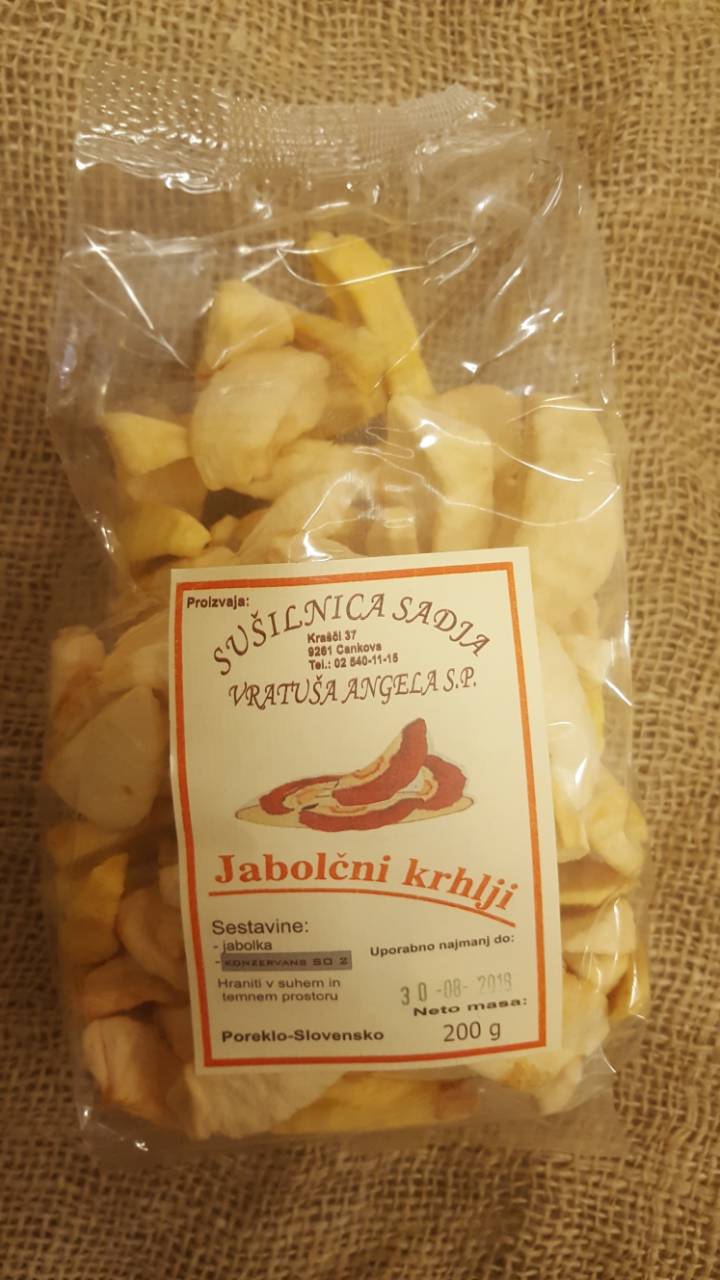 Proizvaja:
SUŠILNICA SADJA
Krašči 37
9261 Cankova
Tel.: 02 540-11-15
VRATUŠA ANGELA S.P.
Jabolčni krhlji
Sestavine:
- jabolka
- KONZERVANS SO 2
Hraniti v suhem in
temnem prostoru
Poreklo-Slovensko
Uporabno najmanj do:
30-08-2019
Neto masa:
200 g